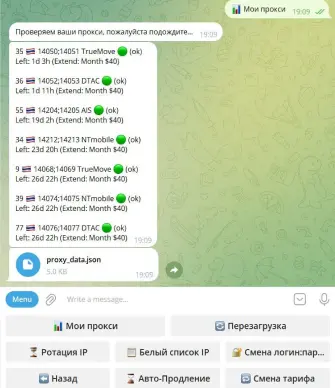 📊 Мои прокси
19:09
Проверяем ваши прокси, пожалуйста подождите...
19:09
35 🇹🇭 14050;14051 TrueMove 🟢 (ok)
Left: 1d 3h (Extend: Month $40)
36 🇹🇭 14052;14053 DTAC 🟢 (ok)
Left: 1d 11h (Extend: Month $40)
55 🇹🇭 14204;14205 AIS 🟢 (ok)
Left: 19d 2h (Extend: Month $40)
34 🇹🇭 14212;14213 NTmobile 🟢 (ok)
Left: 23d 20h (Extend: Month $40)
9 🇹🇭 14068;14069 TrueMove 🟢 (ok)
Left: 26d 22h (Extend: Month $40)
39 🇹🇭 14074;14075 NTmobile 🟢 (ok)
Left: 26d 22h (Extend: Month $40)
77 🇹🇭 14076;14077 DTAC 🟢 (ok)
Left: 26d 22h (Extend: Month $40)
19:09
proxy_data.json
5.0 KB
19:09
Menu
Write a message...
📊 Мои прокси
🔄 Перезагрузка
⏳ Ротация IP
🧾 Белый список IP
🔐 Смена логин:пар...
⬅️ Назад
⌛ Авто-Продление
🔄 Смена тарифа